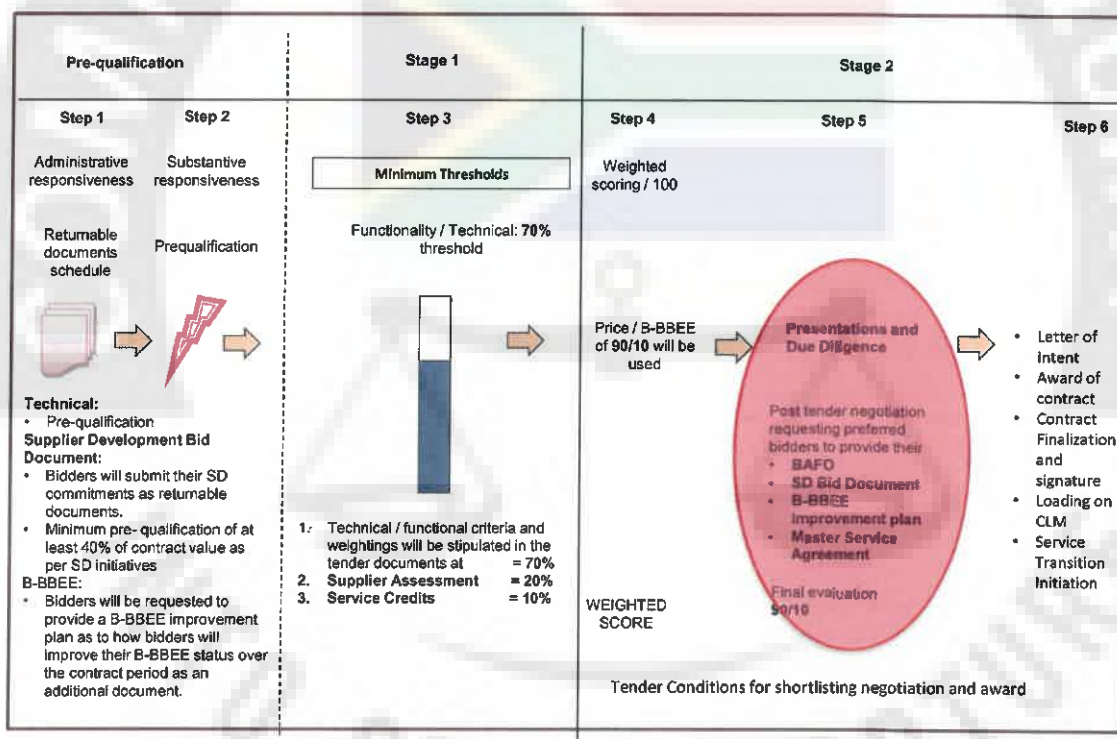 Pre-qualification
Stage 1
Stage 2
Step 1
Step 2
Step 3
Step 4
Step 5
Step 6
Administrative
responsiveness
Substantive
responsiveness
Minimum Thresholds
Weighted
scoring / 100
Returnable
documents
schedule
Prequalification
Functionality / Technical: 70%
threshold
Price / B-BBEE
of 90/10 will be
used
Presentations and
Due Diligence
Post tender negotiation
requesting preferred
bidders to provide their
• BAFO
• SD Bid Document
• B-BBEE
Improvement plan
• Master Service
Agreement
Final evaluation
90/10
• Letter of
Intent
• Award of
contract
• Contract
Finalization
and
signature
• Loading on
CLM
• Service
Transition
Initiation
Technical:
• Pre-qualification
Supplier Development Bid
Document:
• Bidders will submit their SD
commitments as returnable
documents.
• Minimum pre- qualification of at
least 40% of contract value as
per SD initiatives
B-BBEE:
• Bidders will be requested to
provide a B-BBEE improvement
plan as to how bidders will
improve their B-BBEE status over
the contract period as an
additional document.
1. Technical / functional criteria and
weightings will be stipulated in the
tender documents at = 70%
2. Supplier Assessment = 20%
3. Service Credits = 10%
WEIGHTED
SCORE
Tender Conditions for shortlisting negotiation and award